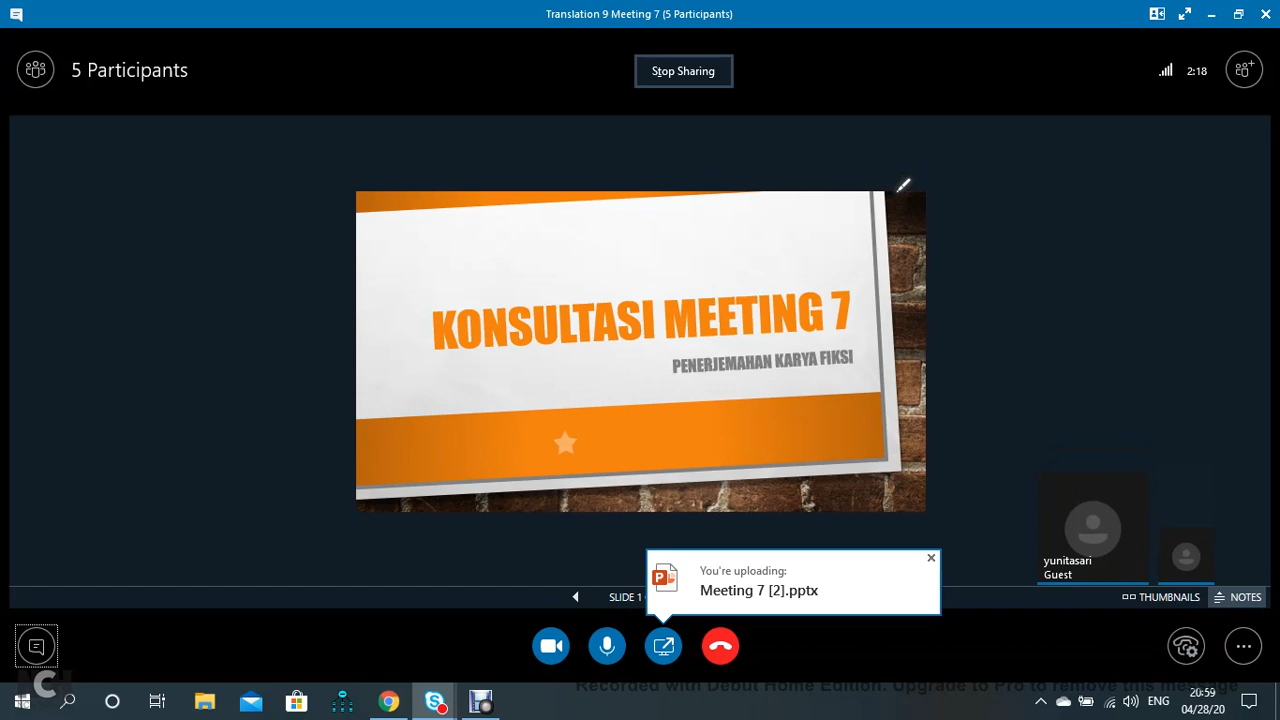 Translation 9 Meeting 7 (5 Participants)
5 Participants
Stop Sharing
2:18
KONSULTASI MEETING 7
PENERJEMAHAN KARYA FIKSI
yunitasari
Guest
You're uploading:
Meeting 7 [2].pptx
SLIDE 1
THUMBNAILS
NOTES
NCH
Recorded with Debut Home Edition. Upgrade to Pro to remove this message
ENG
20:59
04/28/20